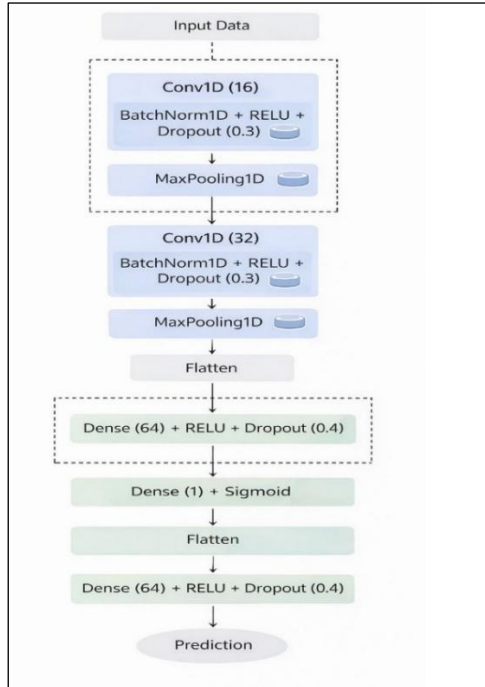 Input Data
Conv1D (16)
BatchNorm1D + RELU +
Dropout (0.3)
MaxPooling1D
Conv1D (32)
BatchNorm1D + RELU +
Dropout (0.3)
MaxPooling1D
Flatten
Dense (64) + RELU + Dropout (0.4)
Dense (1) + Sigmoid
Flatten
Dense (64) + RELU + Dropout (0.4)
Prediction